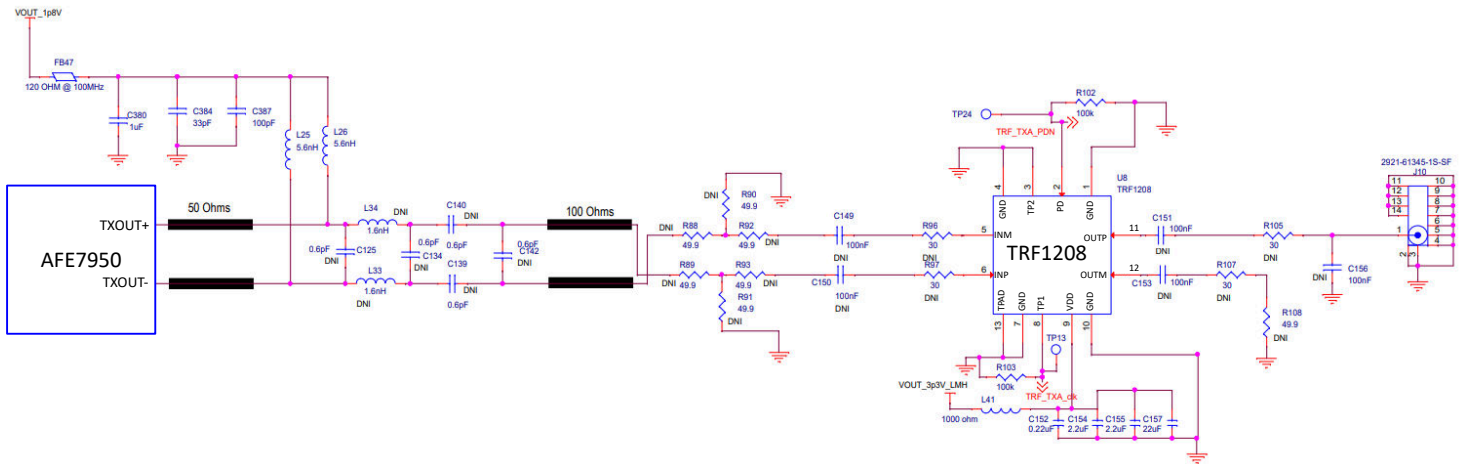 VOUT_1p8V
FB47
120 OHM @ 100MHz
C380
1uF
C384
33pF
C387
100pF
L25
5.6nH
L26
5.6nH
AFE7950
TXOUT+
TXOUT-
50 Ohms
L34
1.6nH
DNI
C140
DNI
0.6pF
0.6pF
C125
DNI
0.6pF
C134
DNI
0.6pF
C142
DNI
L33
1.6nH
DNI
C139
DNI
0.6pF
100 Ohms
DNI
R90
49.9
DNI
R88
49.9
R92
49.9
DNI
DNI
R89
49.9
R93
49.9
DNI
R91
49.9
DNI
C149
100nF
DNI
C150
100nF
DNI
R96
30
DNI
R97
30
DNI
TP24
R102
100k
TRF_TXA_PDN
U8
TRF1208
4
3
2
1
GND
TP2
PD
GND
5
INM
6
INP
TRF1208
OUTP
11
OUTM
12
TPAD
GND
TP1
VDD
GND
13
7
8
9
10
TP13
R103
100k
TRF_TXA_clk
VOUT_3p3V_LMH
L41
1000 ohm
C152
0.22uF
C154
2.2uF
C155
2.2uF
C157
22uF
C151
100nF
C153
100nF
DNI
R105
30
R107
30
DNI
R108
49.9
DNI
C156
100nF
DNI
2921-61345-1S-SF
J10
11
12
13
14
10
9
8
7
6
5
4
1
2
3